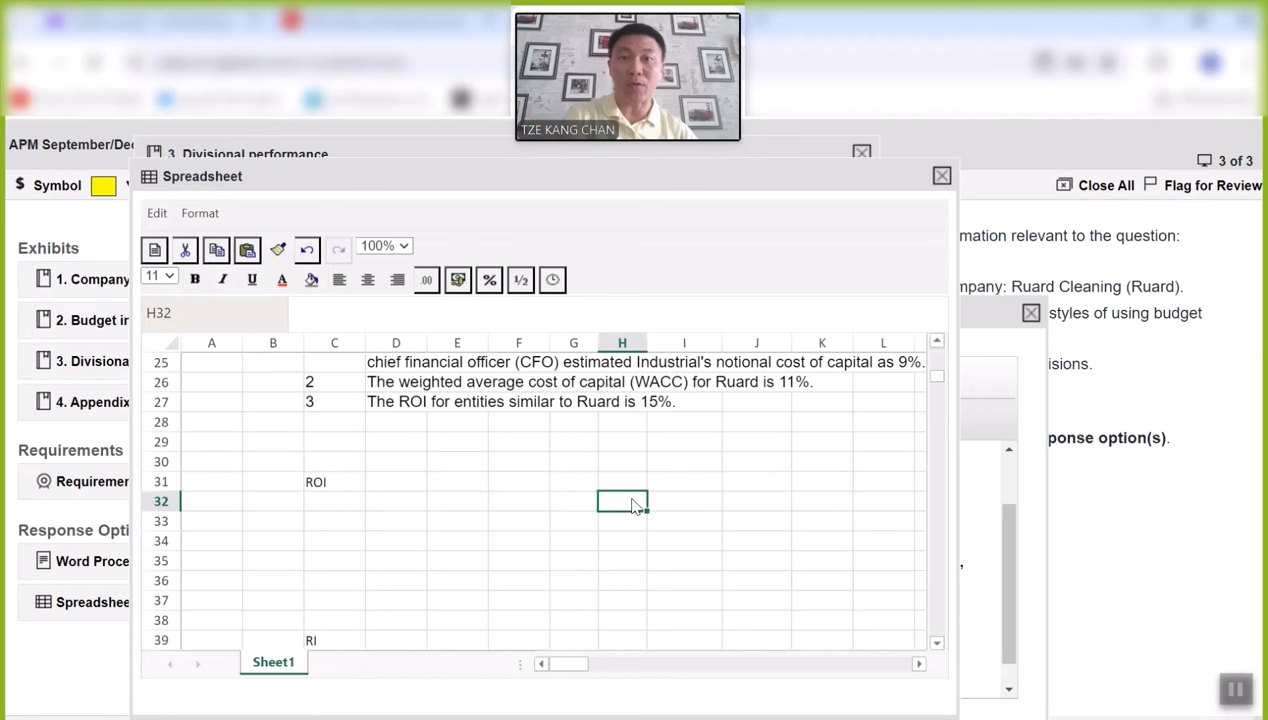 TZE KANG CHAN
APM September/Dec
3. Divisional performance
3 of 3
$ Symbol
Close All
Flag for Review
Spreadsheet
Edit Format
100%
11 B I U A .00 % 1/2
H32
Exhibits
1. Company
2. Budget in
3. Divisiona
4. Appendix
Requirements
Requiremen
Response Opti
Word Proce
Spreadshee
mation relevant to the question:
mpany: Ruard Cleaning (Ruard).
styles of using budget
isions.
ponse option(s).
A B C D E F G H I J K L
25 chief financial officer (CFO) estimated Industrial's notional cost of capital as 9%.
26 2 The weighted average cost of capital (WACC) for Ruard is 11%.
27 3 The ROI for entities similar to Ruard is 15%.
28
29
30
31 ROI
32
33
34
35
36
37
38
39 RI
Sheet1